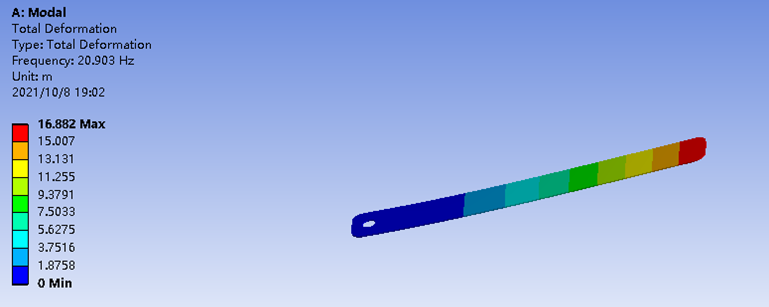 A: Modal
Total Deformation
Type: Total Deformation
Frequency: 20.903 Hz
Unit: m
2021/10/8 19:02
16.882 Max
15.007
13.131
11.255
9.3791
7.5033
5.6275
3.7516
1.8758
0 Min